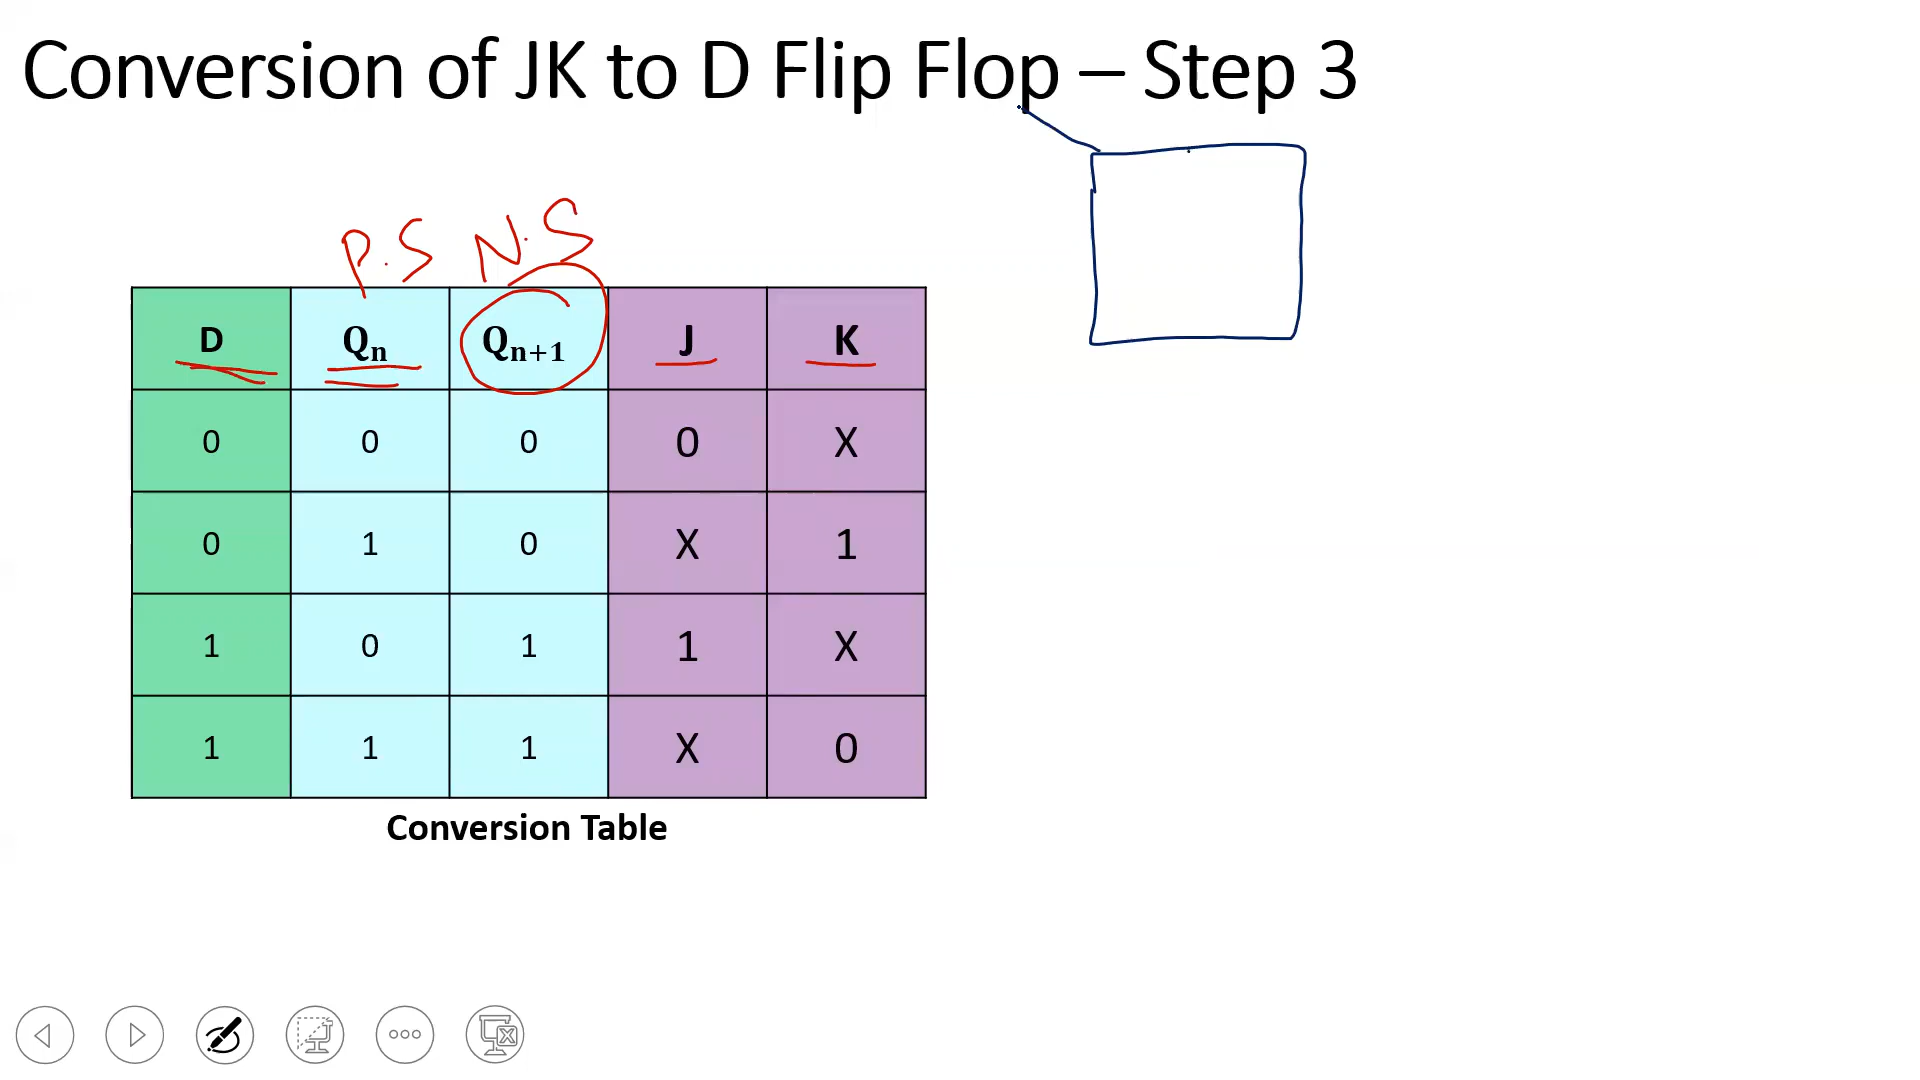 Conversion of JK to D Flip Flop – Step 3
P.S N.S
D Qn Qn+1 J K
0 0 0 0 X
0 1 0 X 1
1 0 1 1 X
1 1 1 X 0
Conversion Table